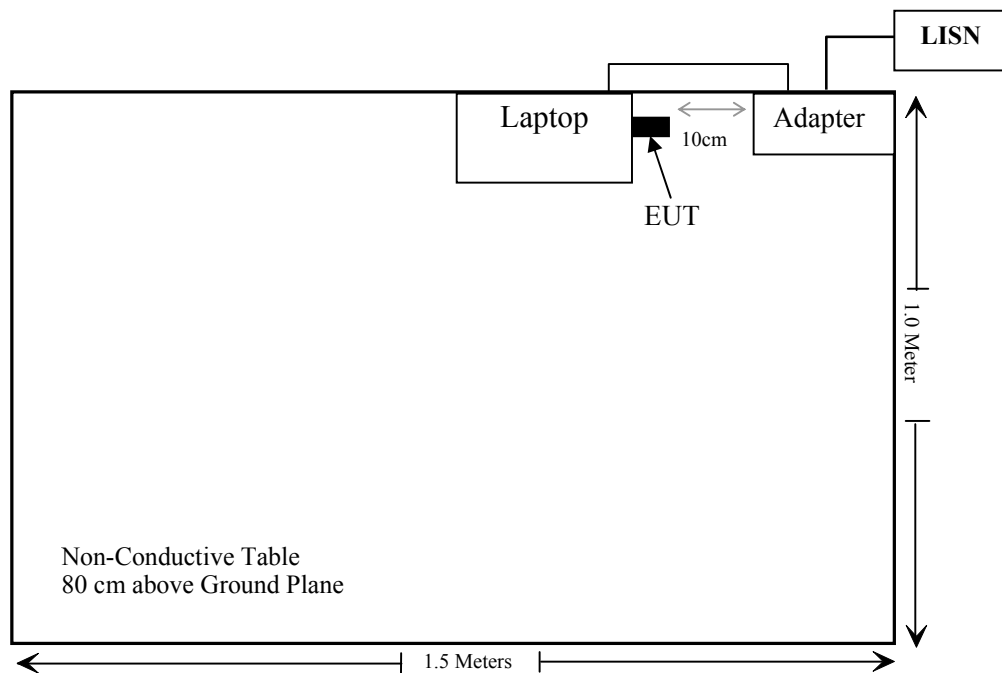 LISN
Laptop
Adapter
10cm
EUT
1.0 Meter
Non-Conductive Table
80 cm above Ground Plane
1.5 Meters